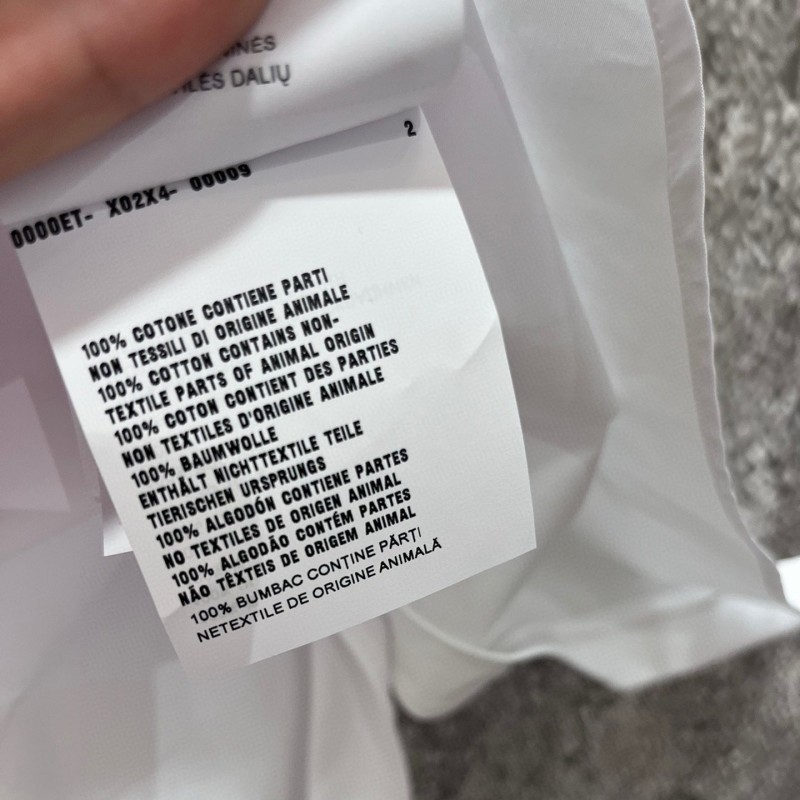 DALIŲ
2
0000ET- X02X4- 00009
100% COTONE CONTIENE PARTI
NON TESSILI DI ORIGINE ANIMALE
100% COTTON CONTAINS NON-
TEXTILE PARTS OF ANIMAL ORIGIN
100% COTON CONTIENT DES PARTIES
NON TEXTILES D'ORIGINE ANIMALE
100% BAUMWOLLE
ENTHÄLT NICHTTEXTILE TEILE
TIERISCHEN URSPRUNGS
100% ALGODÓN CONTIENE PARTES
NO TEXTILES DE ORIGEN ANIMAL
100% ALGODÃO CONTÉM PARTES
NÃO TÊXTEIS DE ORIGEM ANIMAL
100% BUMBAC CONȚINE PĂRȚI
NETEXTILE DE ORIGINE ANIMALĂ